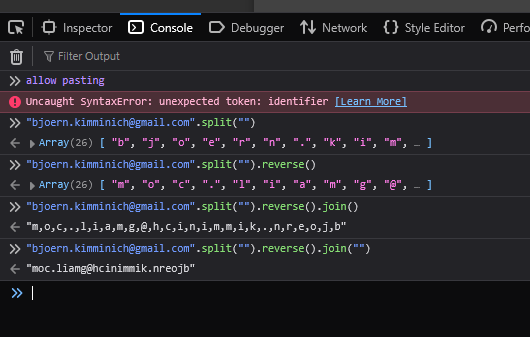 Inspector Console Debugger Network Style Editor Perfo
Filter Output
allow pasting
Uncaught SyntaxError: unexpected token: identifier [Learn More]
"bjoern.kimminich@gmail.com".split("")
Array(26) [ "b", "j", "o", "e", "r", "n", ".", "k", "i", "m", … ]
"bjoern.kimminich@gmail.com".split("").reverse()
Array(26) [ "m", "o", "c", ".", "l", "i", "a", "m", "g", "@", … ]
"bjoern.kimminich@gmail.com".split("").reverse().join()
"m,o,c,.,l,i,a,m,g,@,h,c,i,n,i,m,m,i,k,.,n,r,e,o,j,b"
"bjoern.kimminich@gmail.com".split("").reverse().join("")
"moc.liamg@hcinimmik.nreojb"